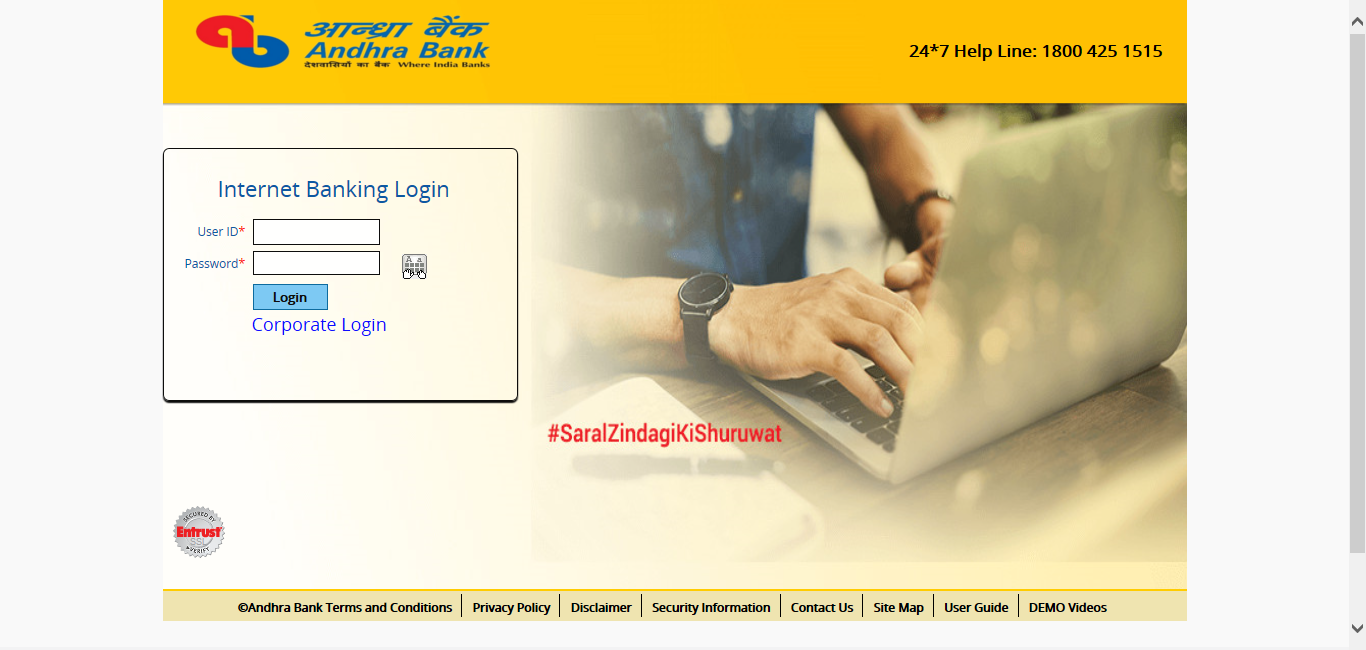 आन्ध्रा बैंक
Andhra Bank
देशवासियों का बैंक Where India Banks
24*7 Help Line: 1800 425 1515
Internet Banking Login
User ID*
Password*
Login
Corporate Login
#SaralZindagiKiShuruwat
SECURED BY
Entrust
SSL
VERIFY
©Andhra Bank Terms and Conditions Privacy Policy Disclaimer Security Information Contact Us Site Map User Guide DEMO Videos